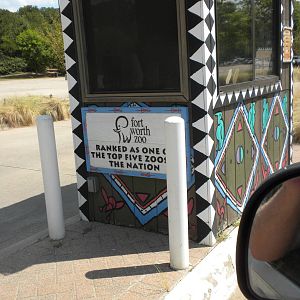 fort
worth
zoo
RANKED AS ONE O
THE TOP FIVE ZOOS
THE NATION